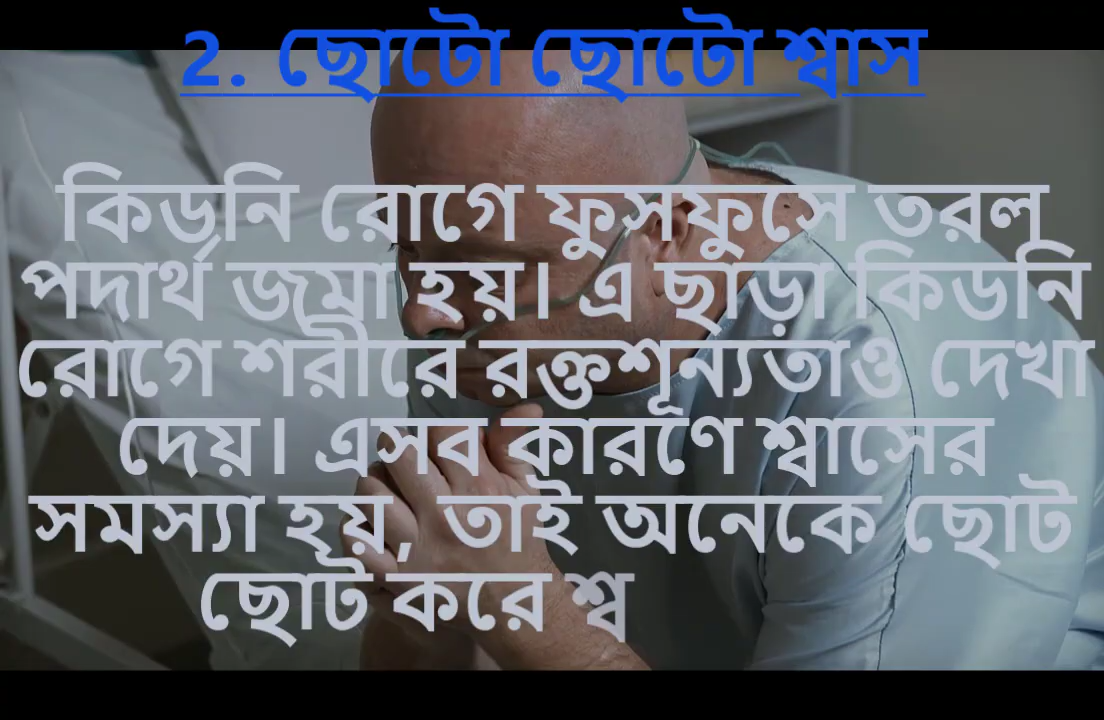 2. ছোটো ছোটো শ্বাস
কিডনি রোগে ফুসফুসে তরল
পদার্থ জমা হয়। এ ছাড়া কিডনি
রোগে শরীরে রক্তশূন্যতাও দেখা
দেয়। এসব কারণে শ্বাসের
সমস্যা হয়, তাই অনেকে ছোট
ছোট করে শ্ব